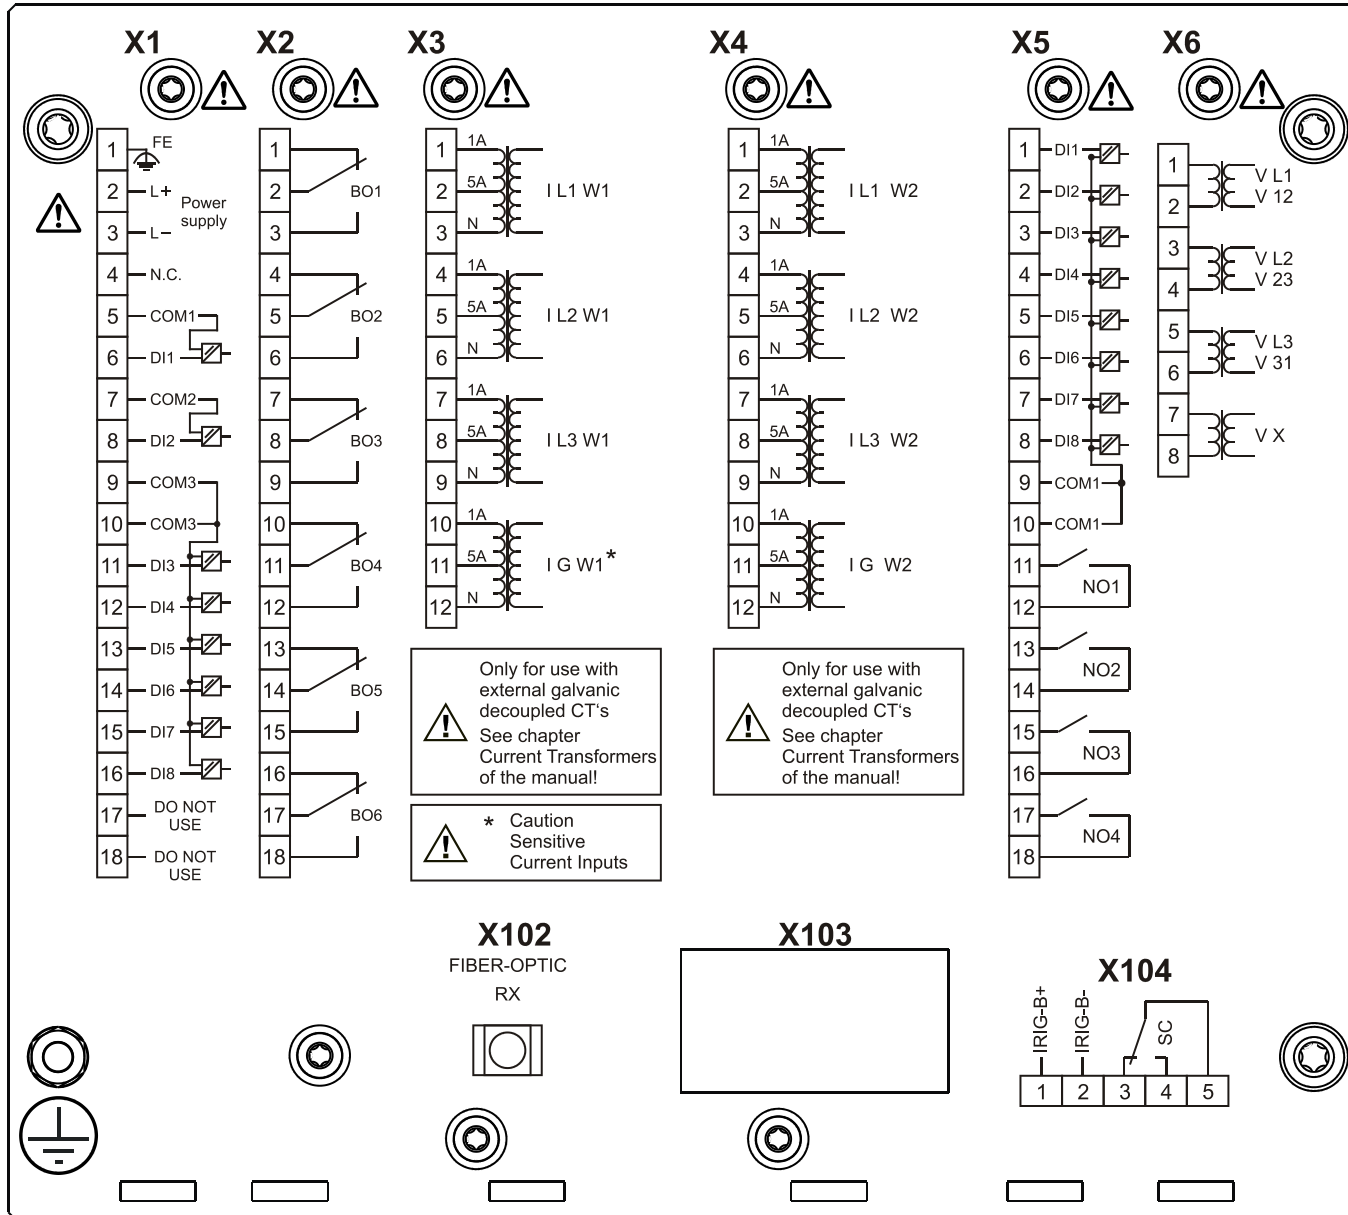 X1
1 FE
2 L+
Power
supply
3 L–
4 N.C.
5 COM1
6 DI1
7 COM2
8 DI2
9 COM3
10 COM3
11 DI3
12 DI4
13 DI5
14 DI6
15 DI7
16 DI8
17 DO NOT
USE
18 DO NOT
USE
X2
1
2 BO1
3
4
5 BO2
6
7
8 BO3
9
10
11 BO4
12
13
14 BO5
15
16
17 BO6
18
X3
1 1A
2 5A I L1 W1
3 N
4 1A
5 5A I L2 W1
6 N
7 1A
8 5A I L3 W1
9 N
10 1A
11 5A I G W1*
12 N
Only for use with
external galvanic
decoupled CT‘s
See chapter
Current Transformers
of the manual!
* Caution
Sensitive
Current Inputs
X4
1 1A
2 5A I L1 W2
3 N
4 1A
5 5A I L2 W2
6 N
7 1A
8 5A I L3 W2
9 N
10 1A
11 5A I G W2
12 N
Only for use with
external galvanic
decoupled CT‘s
See chapter
Current Transformers
of the manual!
X5
1 DI1
2 DI2
3 DI3
4 DI4
5 DI5
6 DI6
7 DI7
8 DI8
9 COM1
10 COM1
11
NO1
12
13
NO2
14
15
NO3
16
17
NO4
18
X6
1 V L1
2 V 12
3 V L2
4 V 23
5 V L3
6 V 31
7
V X
8
X102
FIBER-OPTIC
RX
X103
X104
IRIG-B+
IRIG-B-
SC
1 2 3 4 5